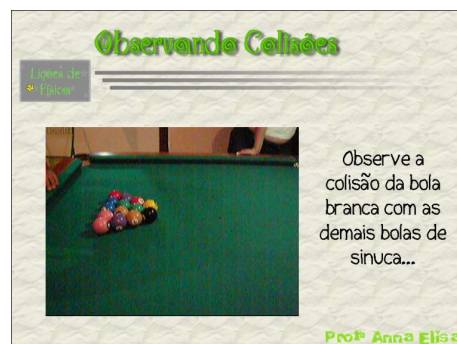 Observando Colisões
Lições de
Física
Observe a
colisão da bola
branca com as
demais bolas de
sinuca...
Profª Anna Elisa